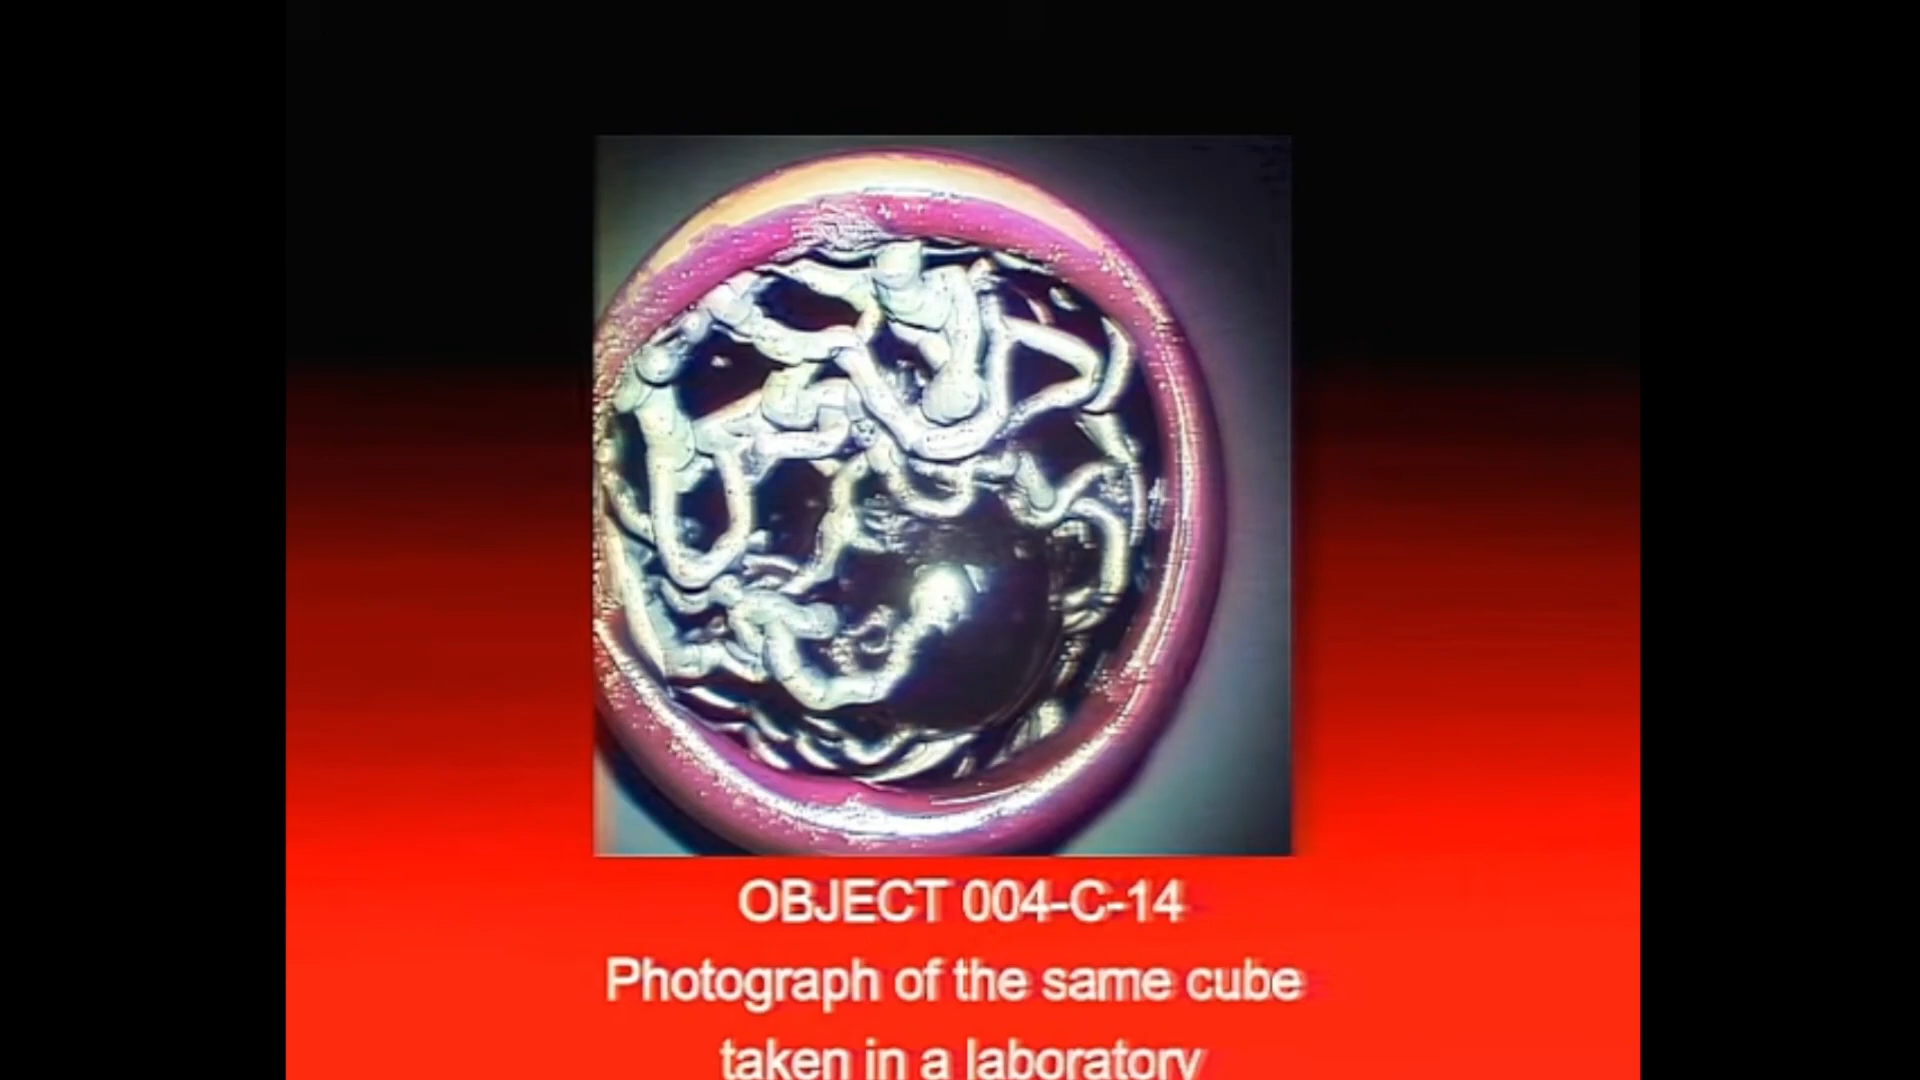 OBJECT 004-C-14
Photograph of the same cube
taken in a laboratory